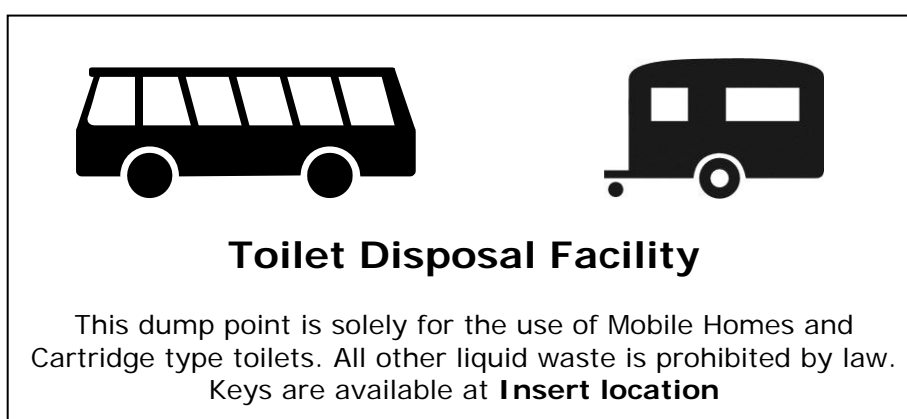 Toilet Disposal Facility
This dump point is solely for the use of Mobile Homes and
Cartridge type toilets. All other liquid waste is prohibited by law.
Keys are available at Insert location